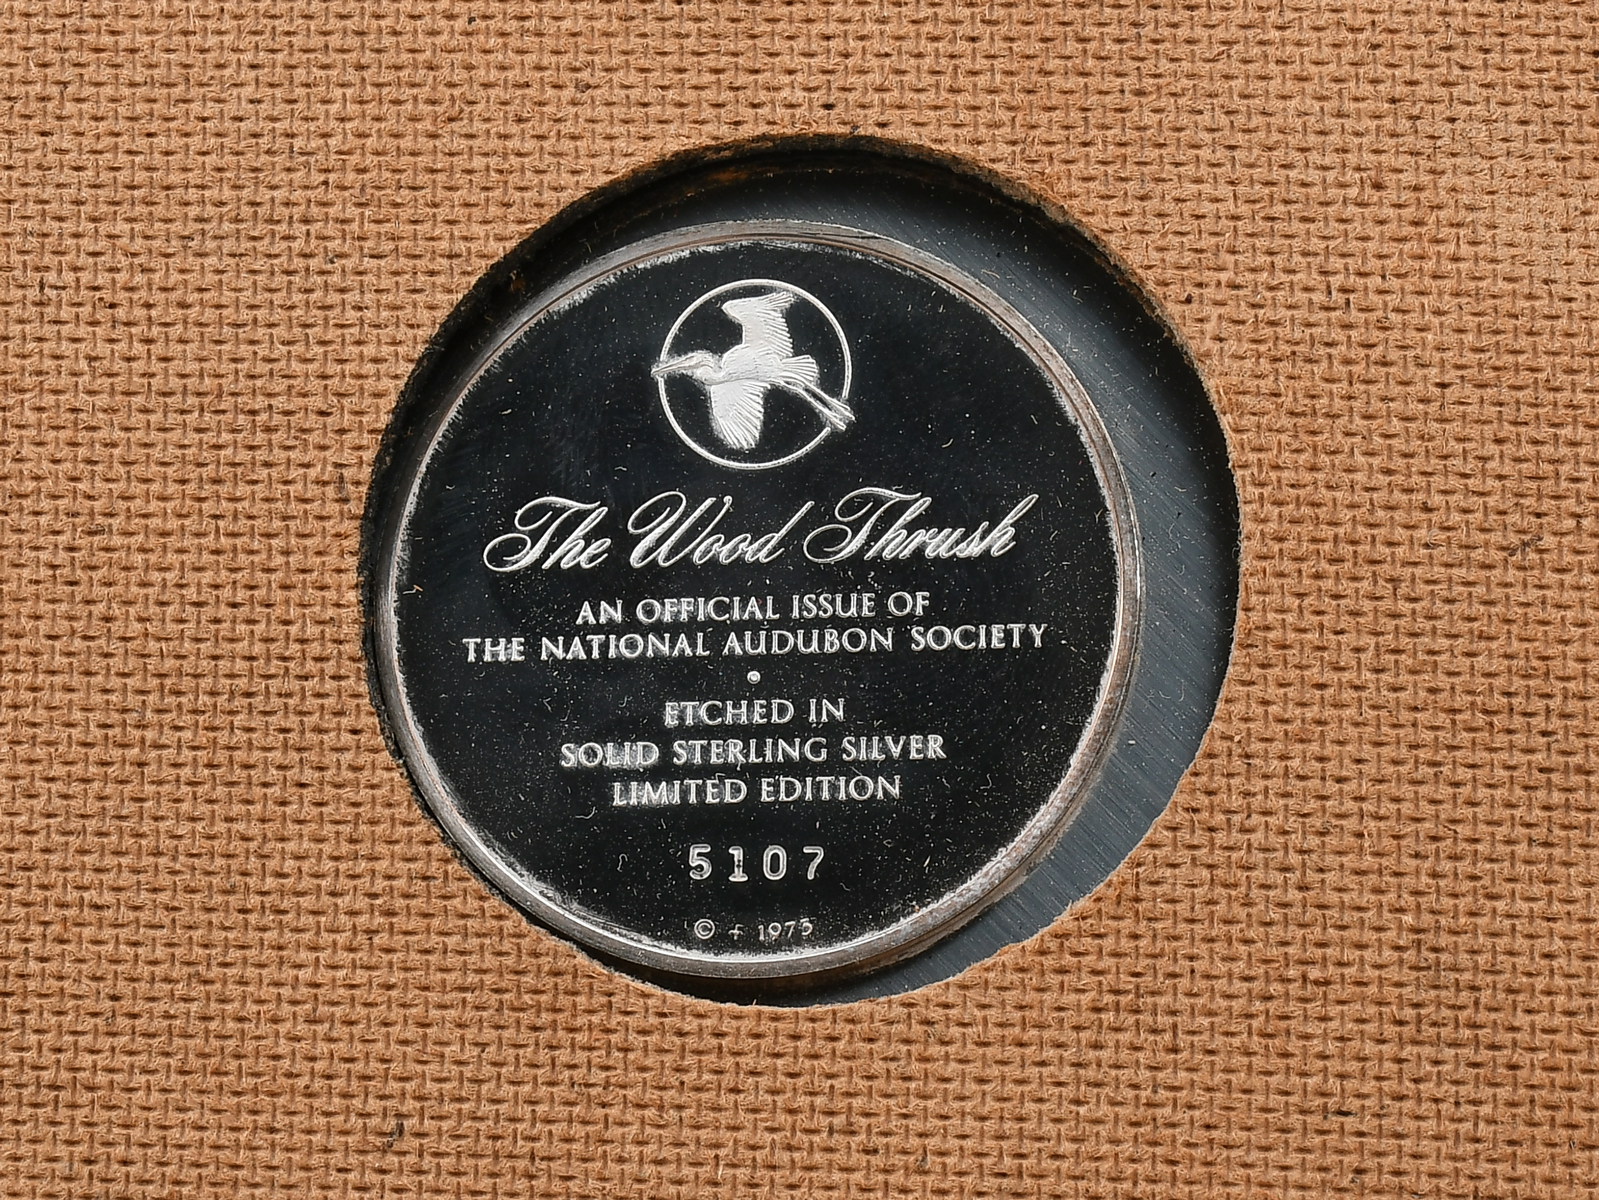 The Wood Thrush
AN OFFICIAL ISSUE OF
THE NATIONAL AUDUBON SOCIETY
•
ETCHED IN
SOLID STERLING SILVER
LIMITED EDITION
5107
© f 1975